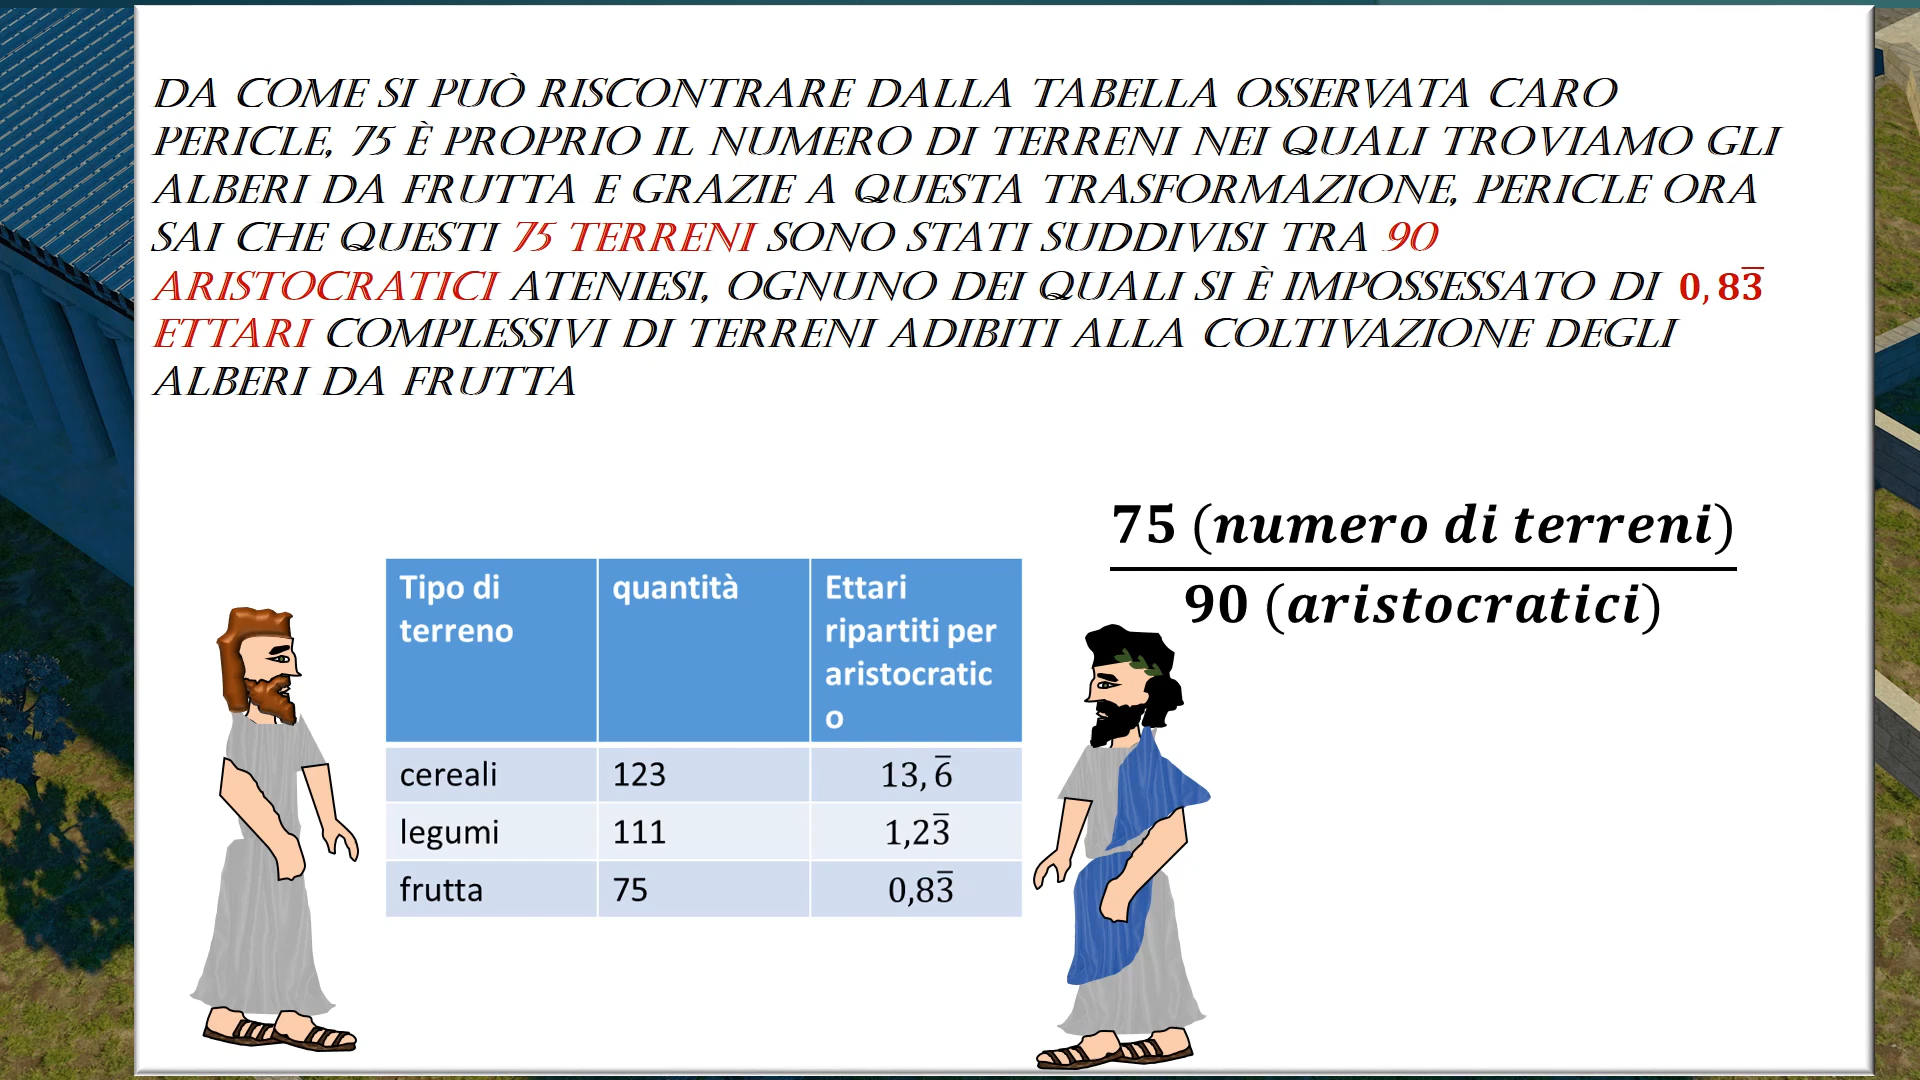 DA COME SI PUÒ RISCONTRARE DALLA TABELLA OSSERVATA CARO
PERICLE, 75 È PROPRIO IL NUMERO DI TERRENI NEI QUALI TROVIAMO GLI
ALBERI DA FRUTTA E GRAZIE A QUESTA TRASFORMAZIONE, PERICLE ORA
SAI CHE QUESTI 75 TERRENI SONO STATI SUDDIVISI TRA 90
ARISTOCRATICI ATENIESI, OGNUNO DEI QUALI SI È IMPOSSESSATO DI 0,83̅
ETTARI COMPLESSIVI DI TERRENI ADIBITI ALLA COLTIVAZIONE DEGLI
ALBERI DA FRUTTA
75 (numero di terreni)
90 (aristocratici)
Tipo di terreno quantità Ettari ripartiti per aristocratico
cereali 123 13,6̅
legumi 111 1,23̅
frutta 75 0,83̅